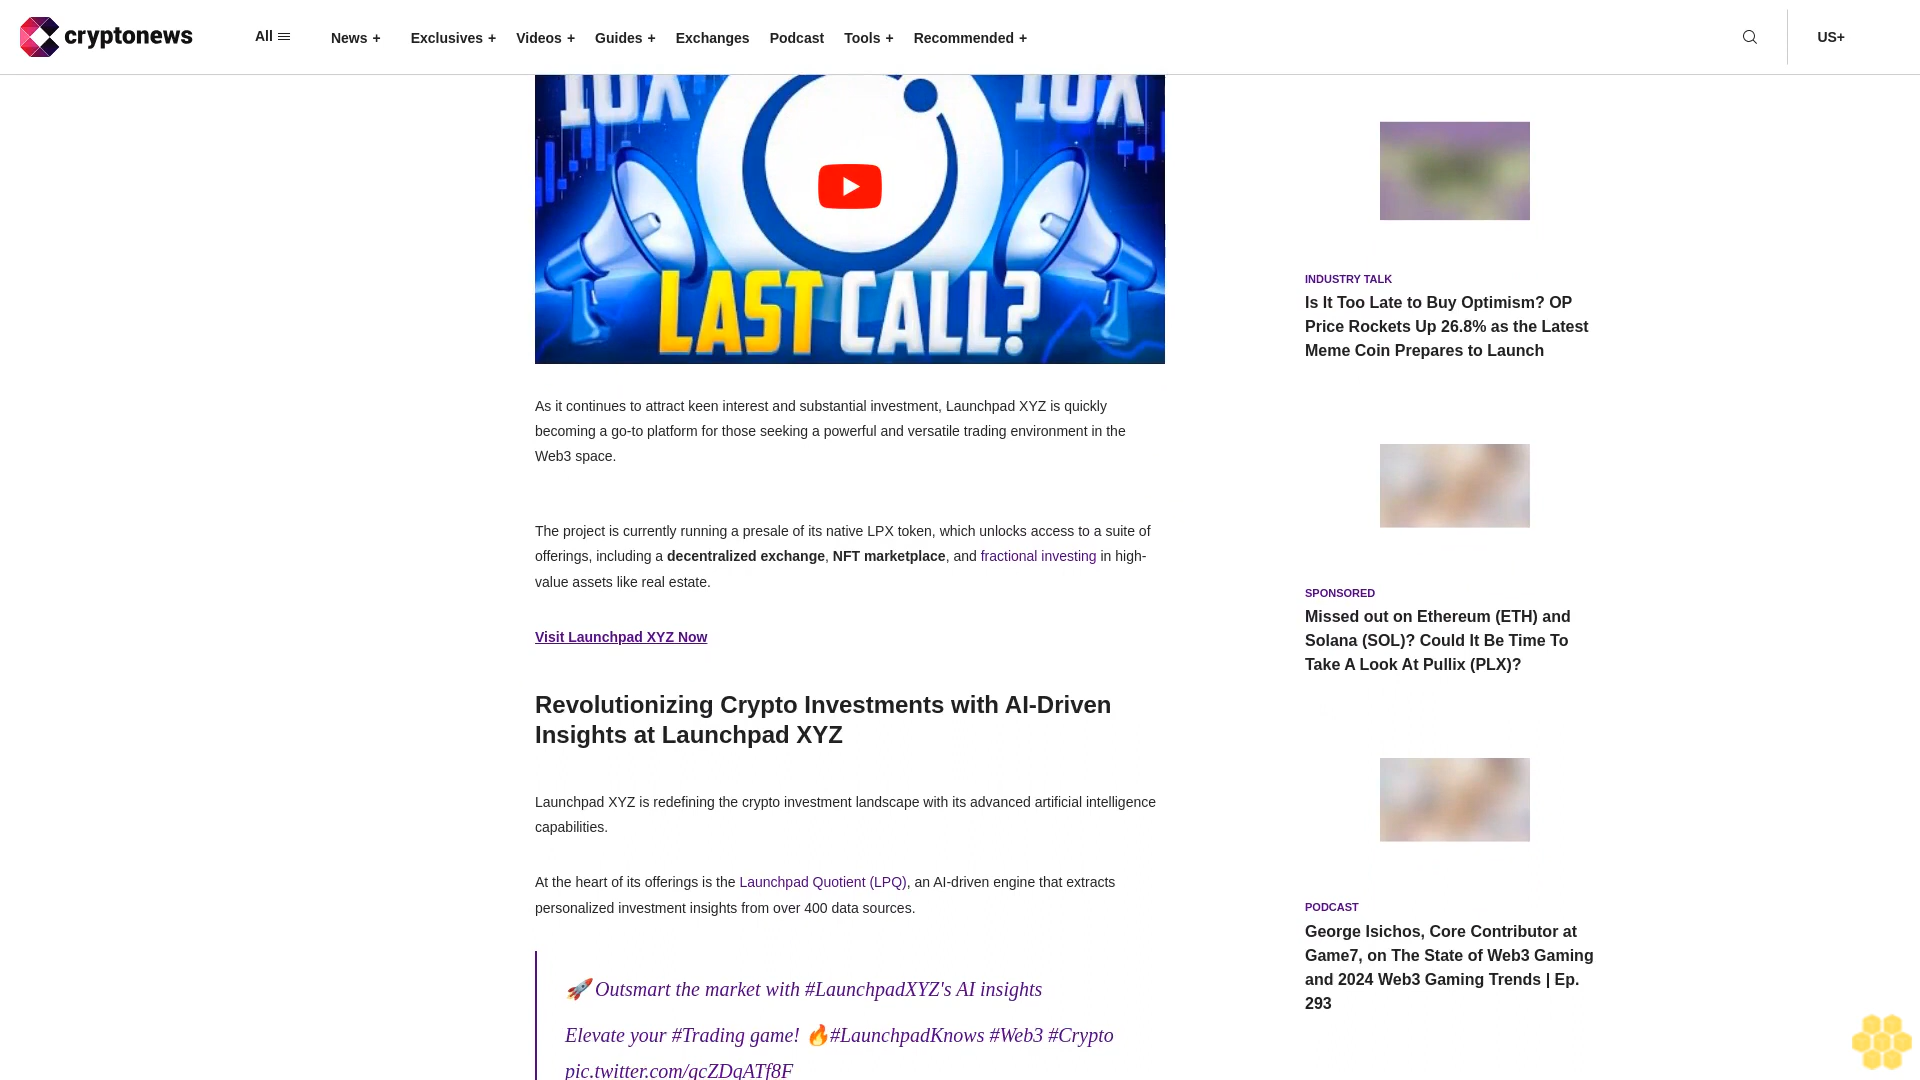 cryptonews
All
News +
Exclusives +
Videos +
Guides +
Exchanges
Podcast
Tools +
Recommended +
US+
10X
10X
LAST CALL?
As it continues to attract keen interest and substantial investment, Launchpad XYZ is quickly
becoming a go-to platform for those seeking a powerful and versatile trading environment in the
Web3 space.
The project is currently running a presale of its native LPX token, which unlocks access to a suite of
offerings, including a decentralized exchange, NFT marketplace, and fractional investing in high-
value assets like real estate.
Visit Launchpad XYZ Now
Revolutionizing Crypto Investments with AI-Driven
Insights at Launchpad XYZ
Launchpad XYZ is redefining the crypto investment landscape with its advanced artificial intelligence
capabilities.
At the heart of its offerings is the Launchpad Quotient (LPQ), an AI-driven engine that extracts
personalized investment insights from over 400 data sources.
🚀 Outsmart the market with #LaunchpadXYZ's AI insights
Elevate your #Trading game! 🔥#LaunchpadKnows #Web3 #Crypto
pic.twitter.com/gcZDgATf8F
INDUSTRY TALK
Is It Too Late to Buy Optimism? OP
Price Rockets Up 26.8% as the Latest
Meme Coin Prepares to Launch
SPONSORED
Missed out on Ethereum (ETH) and
Solana (SOL)? Could It Be Time To
Take A Look At Pullix (PLX)?
PODCAST
George Isichos, Core Contributor at
Game7, on The State of Web3 Gaming
and 2024 Web3 Gaming Trends | Ep.
293